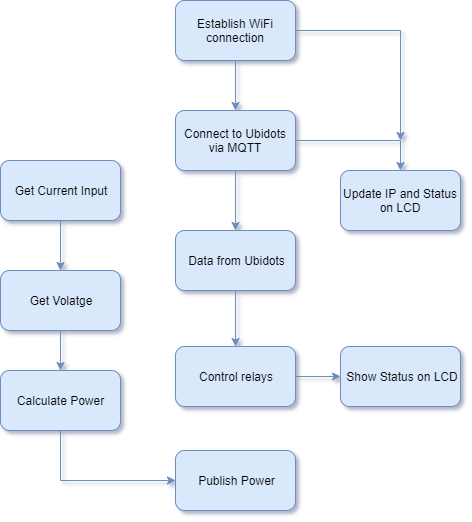 Establish WiFi
connection
Connect to Ubidots
via MQTT
Get Current Input
Update IP and Status
on LCD
Data from Ubidots
Get Volatge
Control relays
Show Status on LCD
Calculate Power
Publish Power